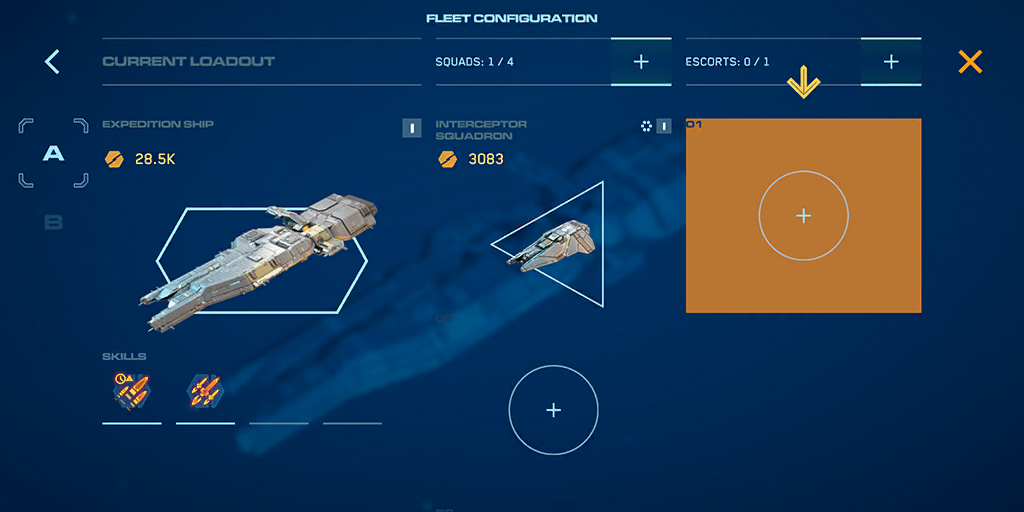 FLEET CONFIGURATION
CURRENT LOADOUT
SQUADS: 1 / 4
ESCORTS: 0 / 1
EXPEDITION SHIP
I
28.5K
INTERCEPTOR
SQUADRON
I
3083
01
A
B
SKILLS